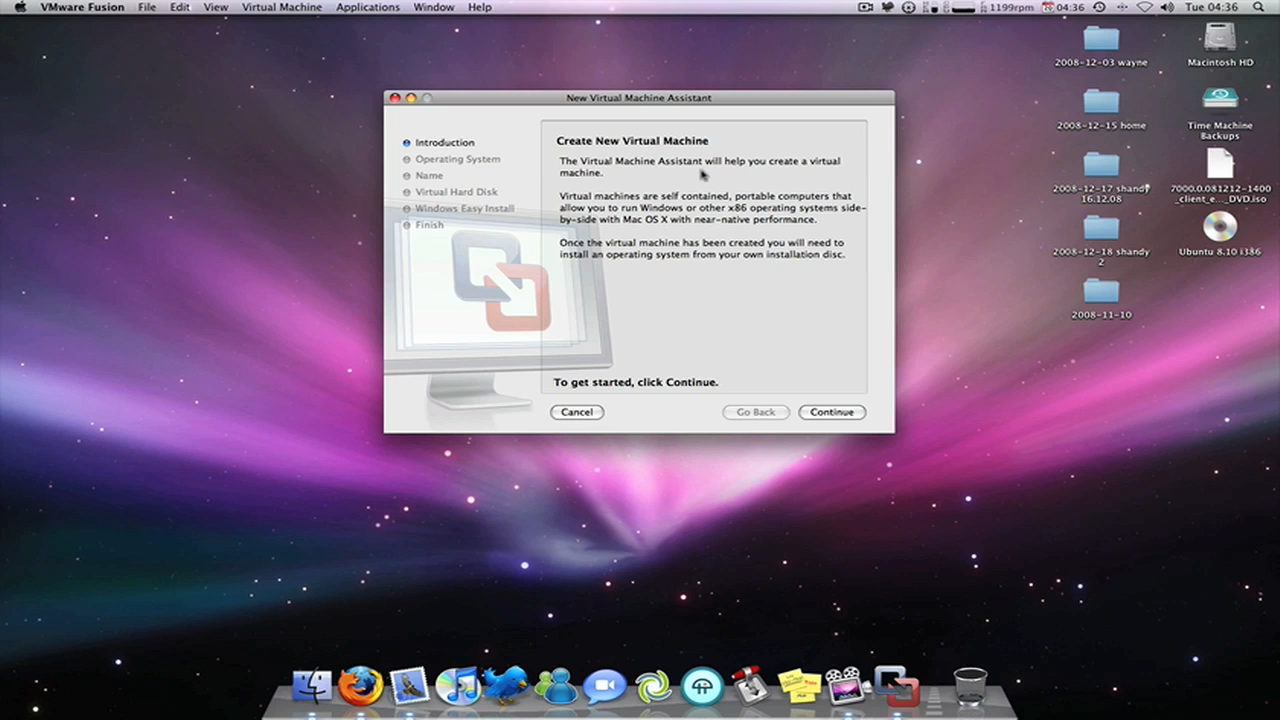 VMware Fusion File Edit View Virtual Machine Applications Window Help
1199rpm 04:36 Tue 04:36
New Virtual Machine Assistant
Introduction
Operating System
Name
Virtual Hard Disk
Windows Easy Install
Finish
Create New Virtual Machine
The Virtual Machine Assistant will help you create a virtual
machine.
Virtual machines are self contained, portable computers that
allow you to run Windows or other x86 operating systems side-
by-side with Mac OS X with near-native performance.
Once the virtual machine has been created you will need to
install an operating system from your own installation disc.
To get started, click Continue.
Cancel
Go Back
Continue
2008-12-03 wayne
Macintosh HD
2008-12-15 home
Time Machine
Backups
2008-12-17 shandy
16.12.08
7000.0.081212-1400
_client_e..._DVD.iso
2008-12-18 shandy
2
Ubuntu 8.10 i386
2008-11-10